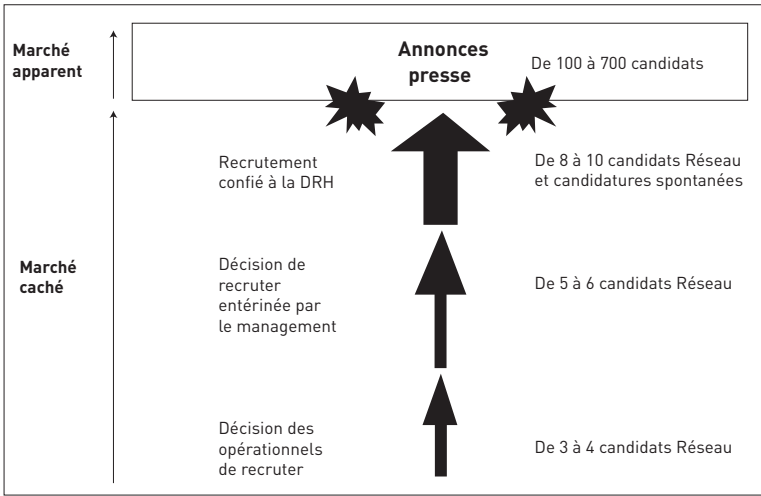 Marché
apparent
Annonces
presse
De 100 à 700 candidats
Recrutement
confié à la DRH
De 8 à 10 candidats Réseau
et candidatures spontanées
Marché
caché
Décision de
recruter
entérinée par
le management
De 5 à 6 candidats Réseau
Décision des
opérationnels
de recruter
De 3 à 4 candidats Réseau